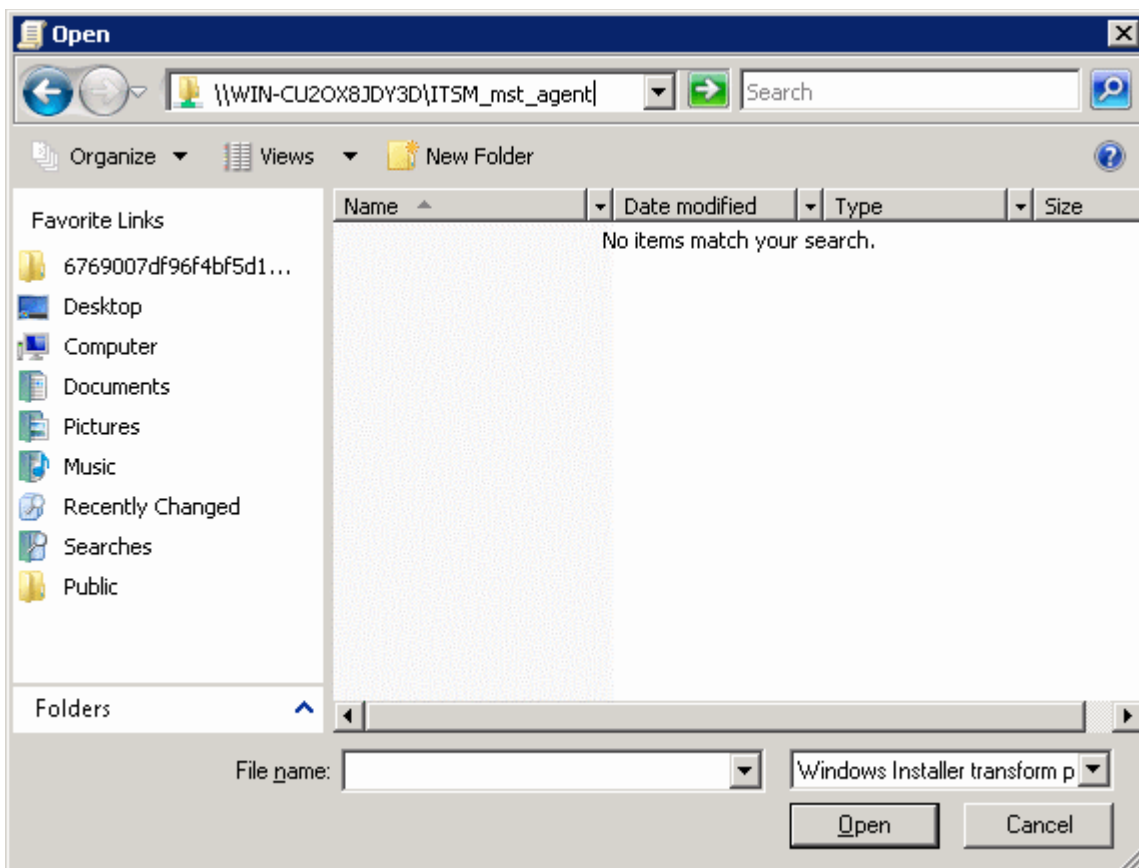 Open
\\WIN-CU2OX8JDY3D\ITSM_mst_agent
Search
Organize
Views
New Folder
Favorite Links
Name
Date modified
Type
Size
No items match your search.
6769007df96f4bf5d1...
Desktop
Computer
Documents
Pictures
Music
Recently Changed
Searches
Public
Folders
File name:
Windows Installer transform p
Open
Cancel